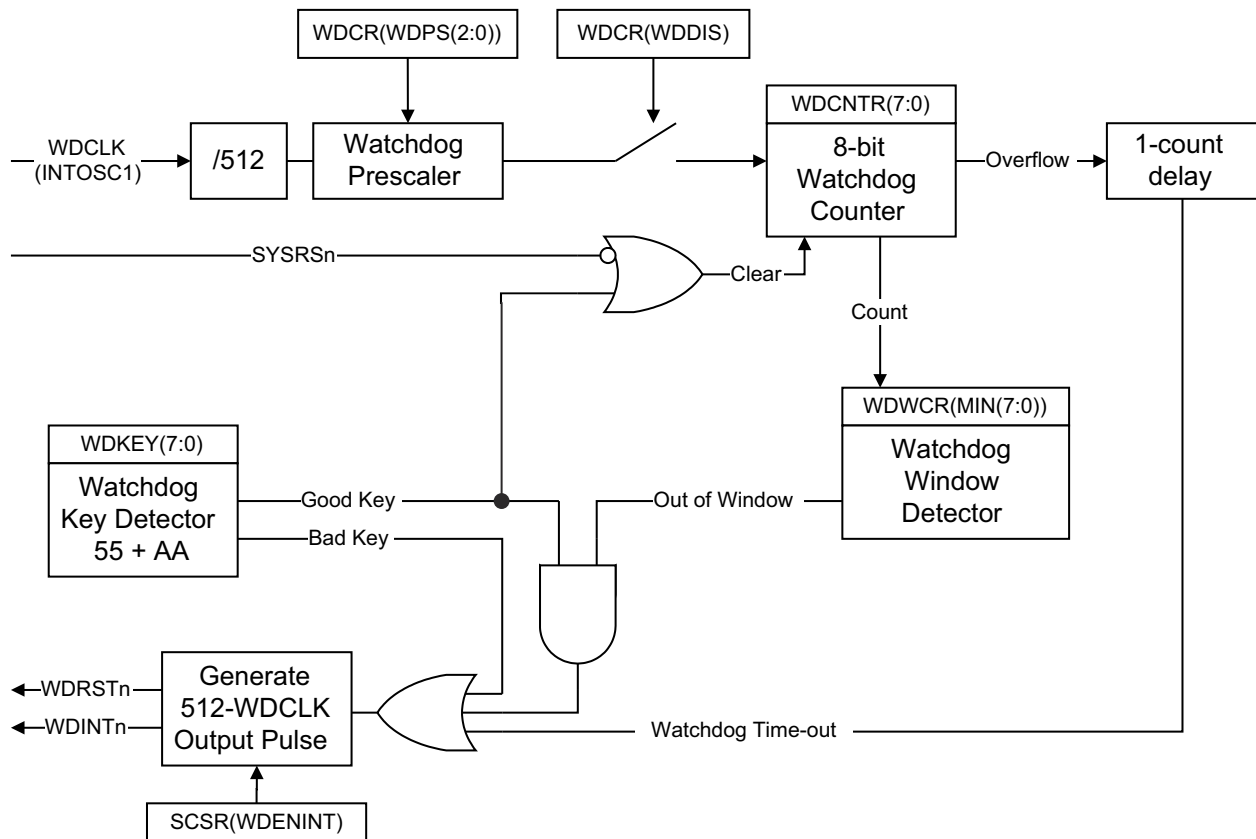 WDCR(WDPS(2:0))
WDCR(WDDIS)
WDCNTR(7:0)
WDCLK
(INTOSC1)
/512
Watchdog
Prescaler
8-bit
Watchdog
Counter
Overflow
1-count
delay
SYSRSn
Clear
Count
WDWCR(MIN(7:0))
Watchdog
Window
Detector
WDKEY(7:0)
Watchdog
Key Detector
55 + AA
Good Key
Bad Key
Out of Window
Generate
512-WDCLK
Output Pulse
WDRSTn
WDINTn
Watchdog Time-out
SCSR(WDENINT)